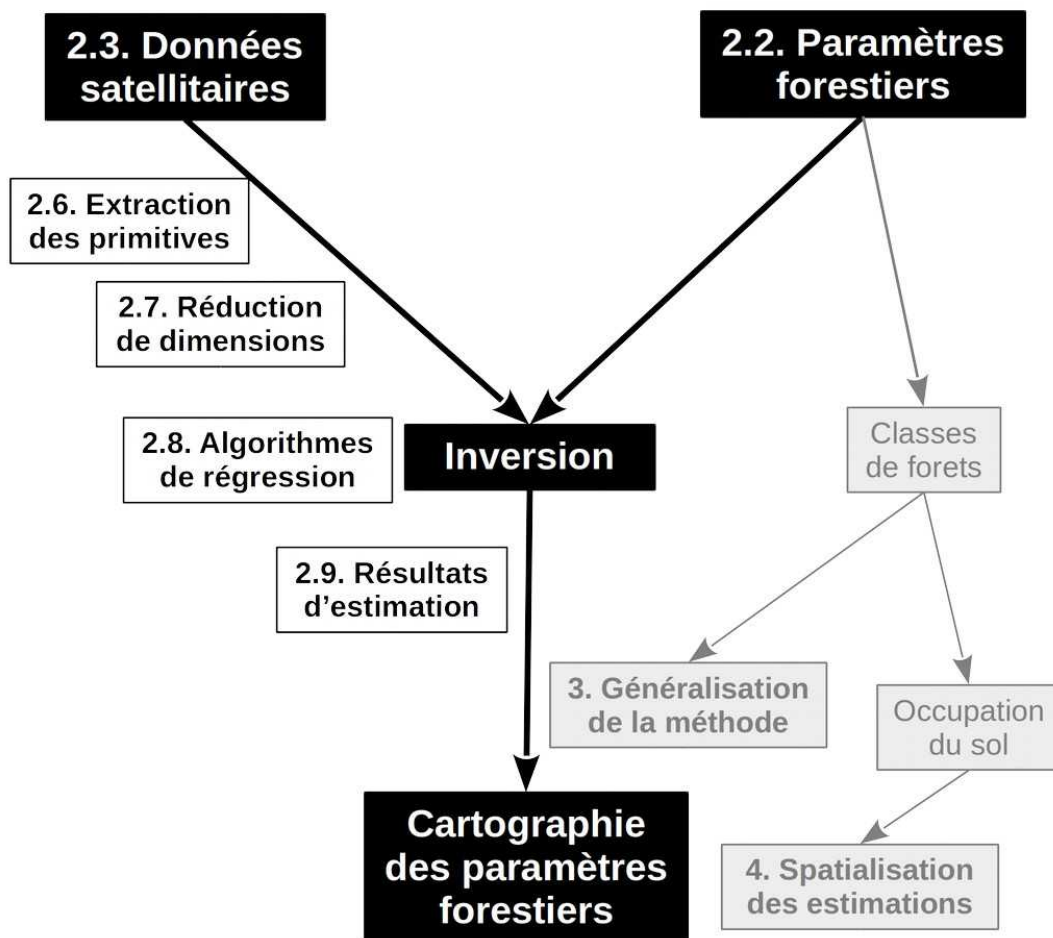 2.3. Données
satellitaires
2.2. Paramètres
forestiers
2.6. Extraction
des primitives
2.7. Réduction
de dimensions
2.8. Algorithmes
de régression
Inversion
Classes
de forets
2.9. Résultats
d’estimation
3. Généralisation
de la méthode
Occupation
du sol
Cartographie
des paramètres
forestiers
4. Spatialisation
des estimations